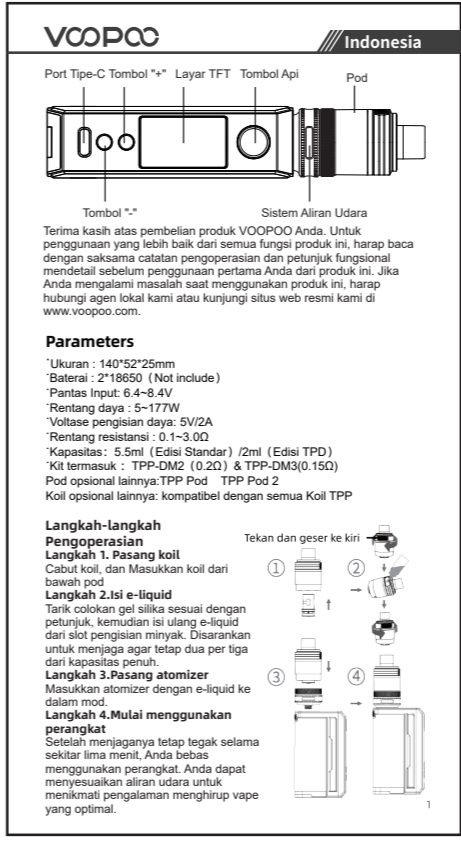 VOOPOO
Indonesia
Port Tipe-C Tombol "+" Layar TFT Tombol Api Pod
Tombol "-" Sistem Aliran Udara
Terima kasih atas pembelian produk VOOPOO Anda. Untuk
penggunaan yang lebih baik dari semua fungsi produk ini, harap baca
dengan saksama catatan pengoperasian dan petunjuk fungsional
mendetail sebelum penggunaan pertama Anda dari produk ini. Jika
Anda mengalami masalah saat menggunakan produk ini, harap
hubungi agen lokal kami atau kunjungi situs web resmi kami di
www.voopoo.com.
Parameters
·Ukuran : 140*52*25mm
·Baterai : 2*18650（Not include）
·Pantas Input: 6.4~8.4V
·Rentang daya : 5~177W
·Voltase pengisian daya: 5V/2A
·Rentang resistansi : 0.1~3.0Ω
·Kapasitas：5.5ml（Edisi Standar）/2ml（Edisi TPD）
·Kit termasuk：TPP-DM2（0.2Ω）& TPP-DM3(0.15Ω)
Pod opsional lainnya:TPP Pod TPP Pod 2
Koil opsional lainnya: kompatibel dengan semua Koil TPP
Langkah-langkah
Pengoperasian
Langkah 1. Pasang koil
Cabut koil, dan Masukkan koil dari
bawah pod
Langkah 2.Isi e-liquid
Tarik colokan gel silika sesuai dengan
petunjuk, kemudian isi ulang e-liquid
dari slot pengisian minyak. Disarankan
untuk menjaga agar tetap dua per tiga
dari kapasitas penuh.
Langkah 3.Pasang atomizer
Masukkan atomizer dengan e-liquid ke
dalam mod.
Langkah 4.Mulai menggunakan
perangkat
Setelah menjaganya tetap tegak selama
sekitar lima menit, Anda bebas
menggunakan perangkat. Anda dapat
menyesuaikan aliran udara untuk
menikmati pengalaman menghirup vape
yang optimal.
Tekan dan geser ke kiri
① ②
③ ④
1